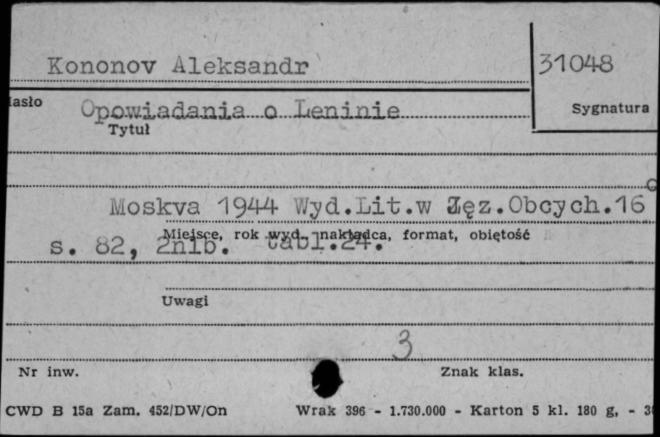 Kononov Aleksandr
31048
Hasło
Opowiadania o Leninie
Sygnatura
Tytuł
Moskva 1944 Wyd.Lit.w Jęz.Obcych.16°
Miejsce, rok wyd., nakładca, format, objętość
s. 82, 2nlb. tabl.24.
Uwagi
3
Nr inw.
Znak klas.
CWD B 15a Zam. 452/DW/On
Wrak 396 - 1.730.000 - Karton 5 kl. 180 g, -